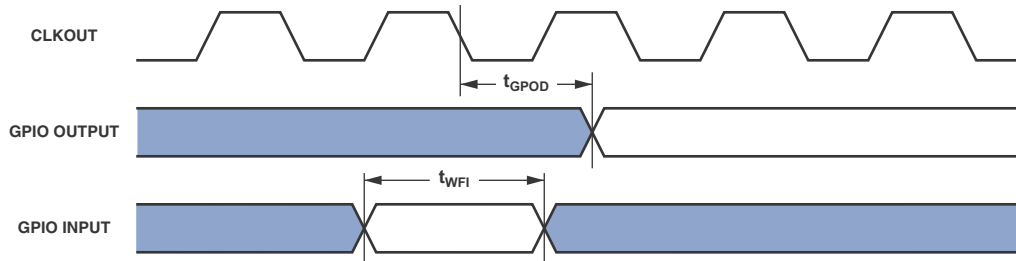 CLKOUT
tGPOD
GPIO OUTPUT
tWFI
GPIO INPUT